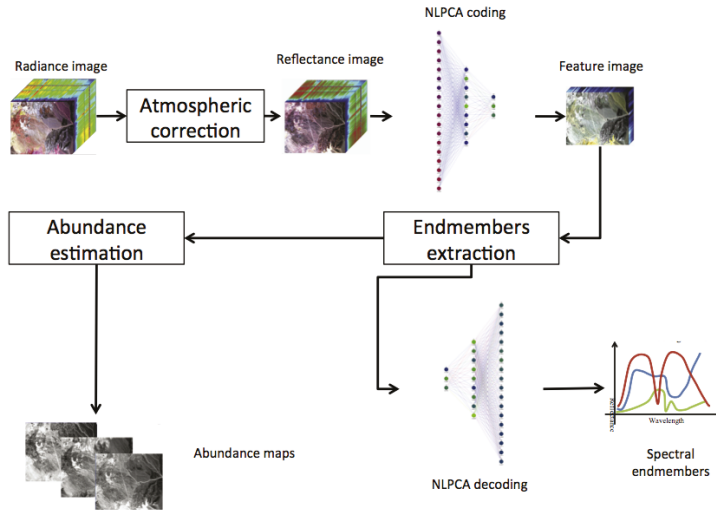 NLPCA coding
Radiance image
Reflectance image
Feature image
Atmospheric
correction
Abundance
estimation
Endmembers
extraction
Wavelength
Abundance maps
Spectral
endmembers
NLPCA decoding